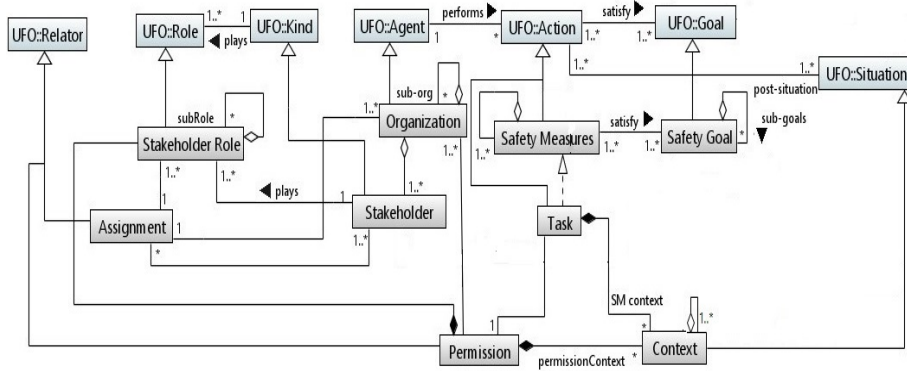 UFO::Relator
UFO::Role
1..*
1
plays
UFO::Kind
UFO::Agent
performs
1
*
UFO::Action
satisfy
1..*
1..*
UFO::Goal
1..*
1..*
UFO::Situation
post-situation
subRole
*
Stakeholder Role
1..*
1..*
sub-org
*
1..*
Organization
1..*
Safety Measures
1..*
satisfy
1..*
1..*
Safety Goal
*
sub-goals
plays
1
1..*
Stakeholder
1..*
1
Assignment
1
*
Task
SM context
*
1..*
1
Permission
permissionContext
*
Context